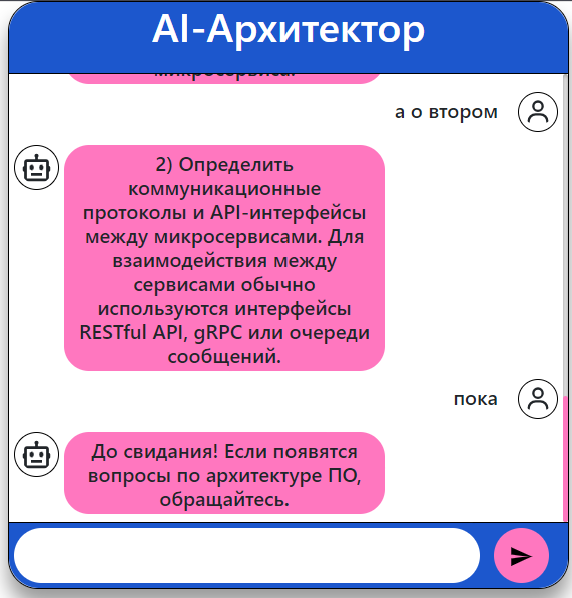 AI-Архитектор
микросервиса.
а о втором
2) Определить
коммуникационные
протоколы и API-интерфейсы
между микросервисами. Для
взаимодействия между
сервисами обычно
используются интерфейсы
RESTful API, gRPC или очереди
сообщений.
пока
До свидания! Если появятся
вопросы по архитектуре ПО,
обращайтесь.